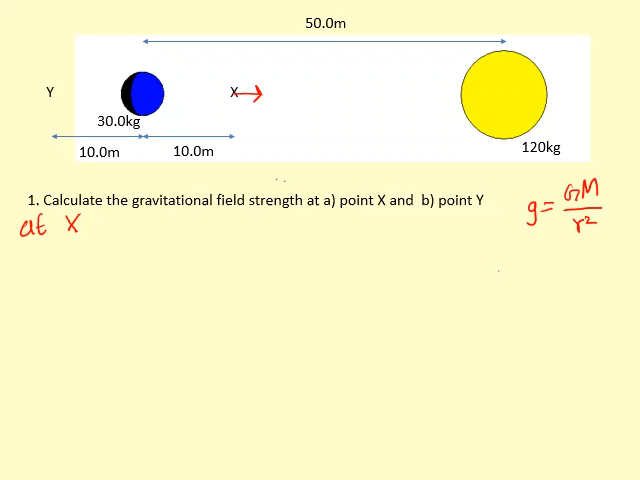 50.0m
Y
X
30.0kg
10.0m
10.0m
120kg
1. Calculate the gravitational field strength at a) point X and b) point Y
g = GM / r²
at X